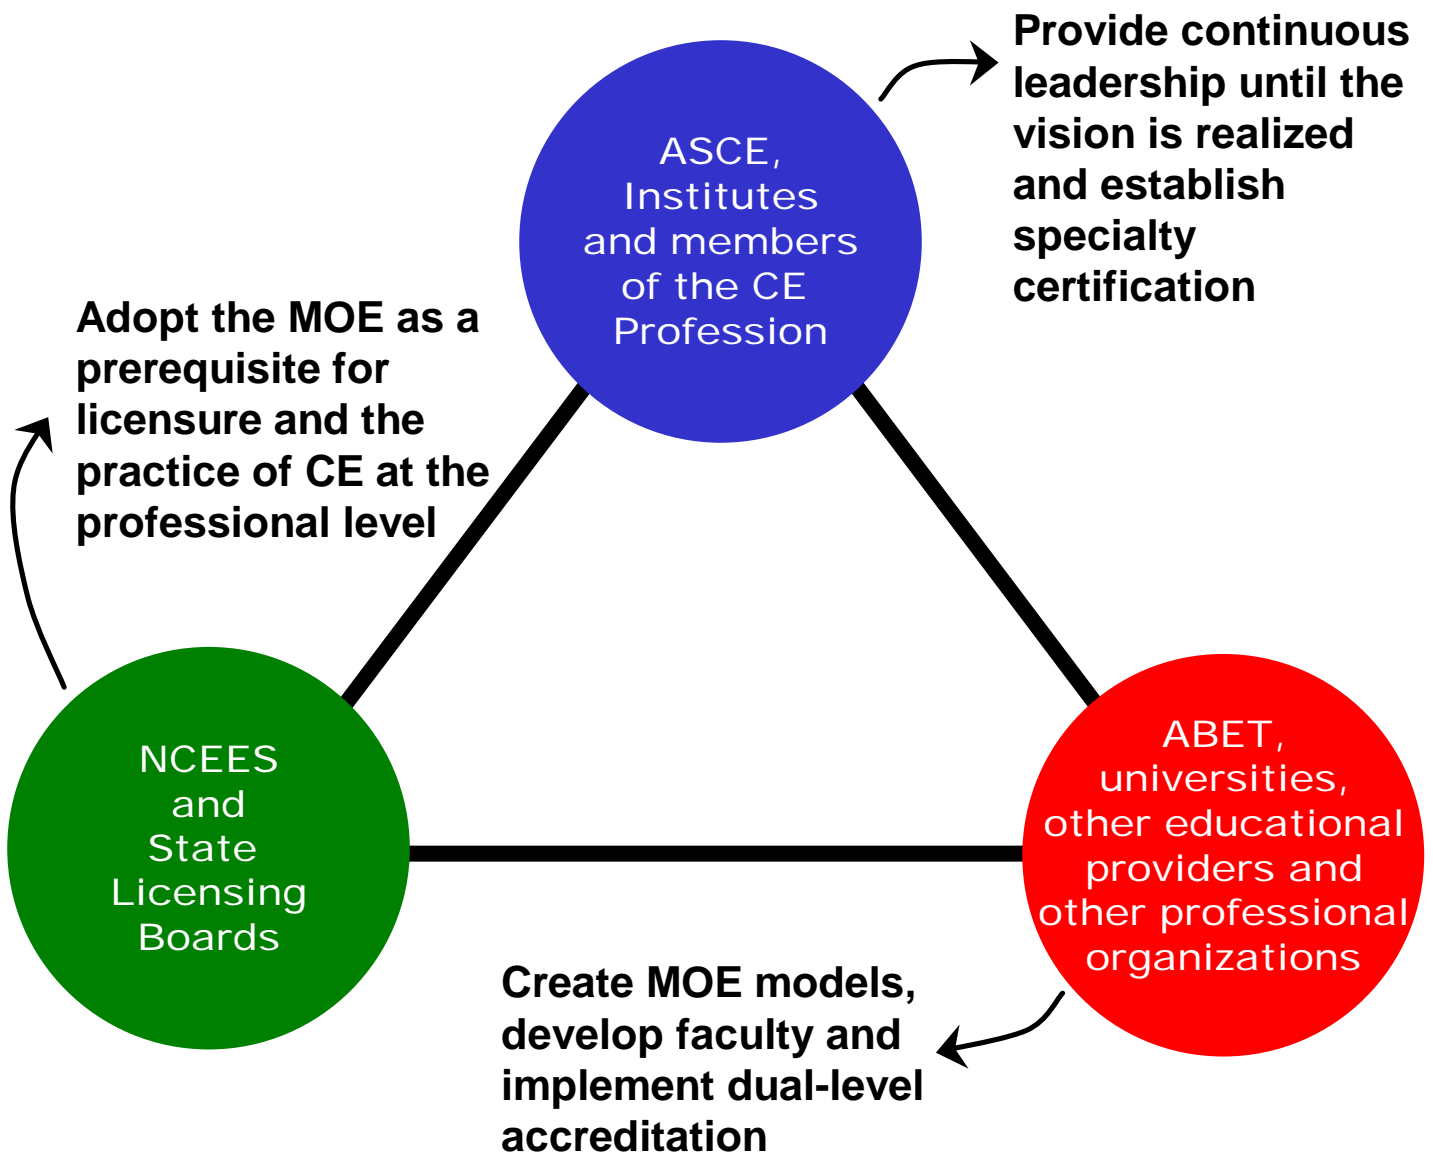 Provide continuous
leadership until the
vision is realized
and establish
specialty
certification
ASCE,
Institutes
and members
of the CE
Profession
Adopt the MOE as a
prerequisite for
licensure and the
practice of CE at the
professional level
NCEES
and
State
Licensing
Boards
ABET,
universities,
other educational
providers and
other professional
organizations
Create MOE models,
develop faculty and
implement dual-level
accreditation